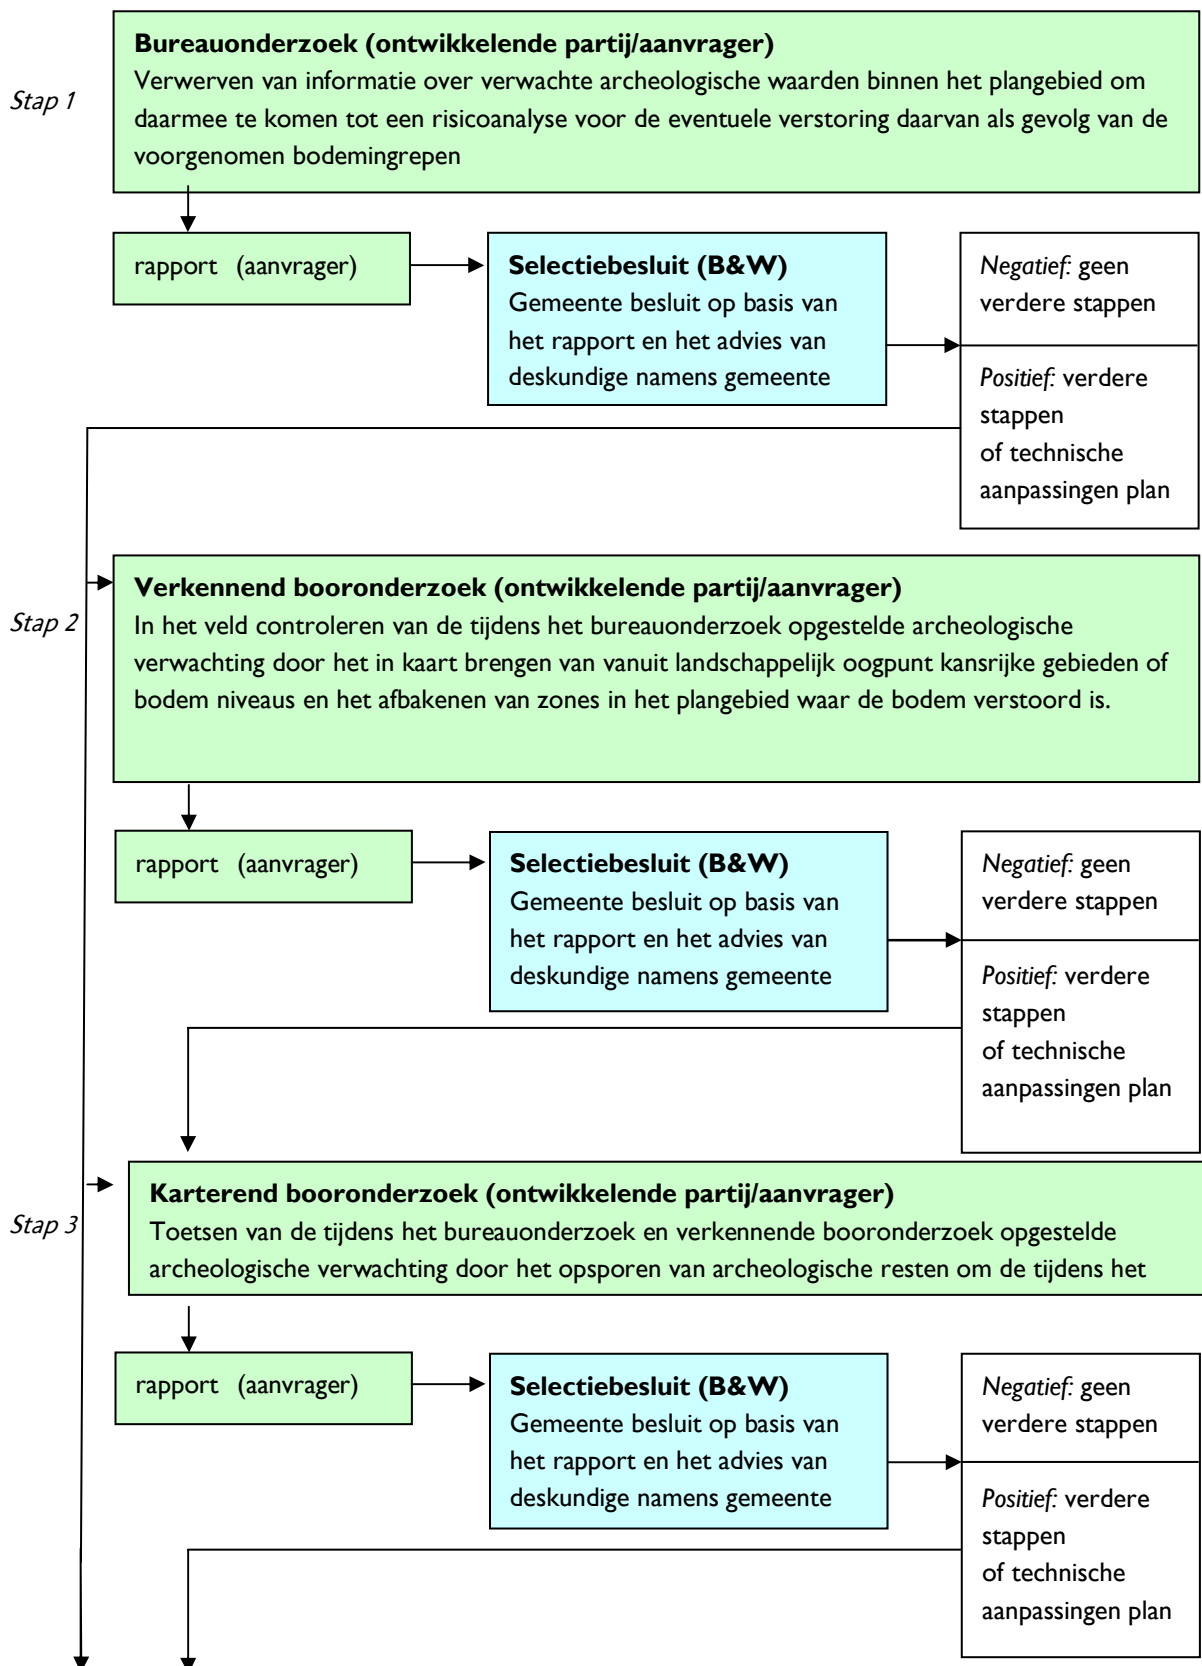 Bureauonderzoek (ontwikkelende partij/aanvrager)
Stap 1
Verwerven van informatie over verwachte archeologische waarden binnen het plangebied om
daarmee te komen tot een risicoanalyse voor de eventuele verstoring daarvan als gevolg van de
voorgenomen bodemingrepen
rapport (aanvrager)
Selectiebesluit (B&W)
Gemeente besluit op basis van
het rapport en het advies van
deskundige namens gemeente
Negatief: geen
verdere stappen
Positief: verdere
stappen
of technische
aanpassingen plan
Stap 2
Verkennend booronderzoek (ontwikkelende partij/aanvrager)
In het veld controleren van de tijdens het bureauonderzoek opgestelde archeologische
verwachting door het in kaart brengen van vanuit landschappelijk oogpunt kansrijke gebieden of
bodem niveaus en het afbakenen van zones in het plangebied waar de bodem verstoord is.
rapport (aanvrager)
Selectiebesluit (B&W)
Gemeente besluit op basis van
het rapport en het advies van
deskundige namens gemeente
Negatief: geen
verdere stappen
Positief: verdere
stappen
of technische
aanpassingen plan
Stap 3
Karterend booronderzoek (ontwikkelende partij/aanvrager)
Toetsen van de tijdens het bureauonderzoek en verkennende booronderzoek opgestelde
archeologische verwachting door het opsporen van archeologische resten om de tijdens het
rapport (aanvrager)
Selectiebesluit (B&W)
Gemeente besluit op basis van
het rapport en het advies van
deskundige namens gemeente
Negatief: geen
verdere stappen
Positief: verdere
stappen
of technische
aanpassingen plan